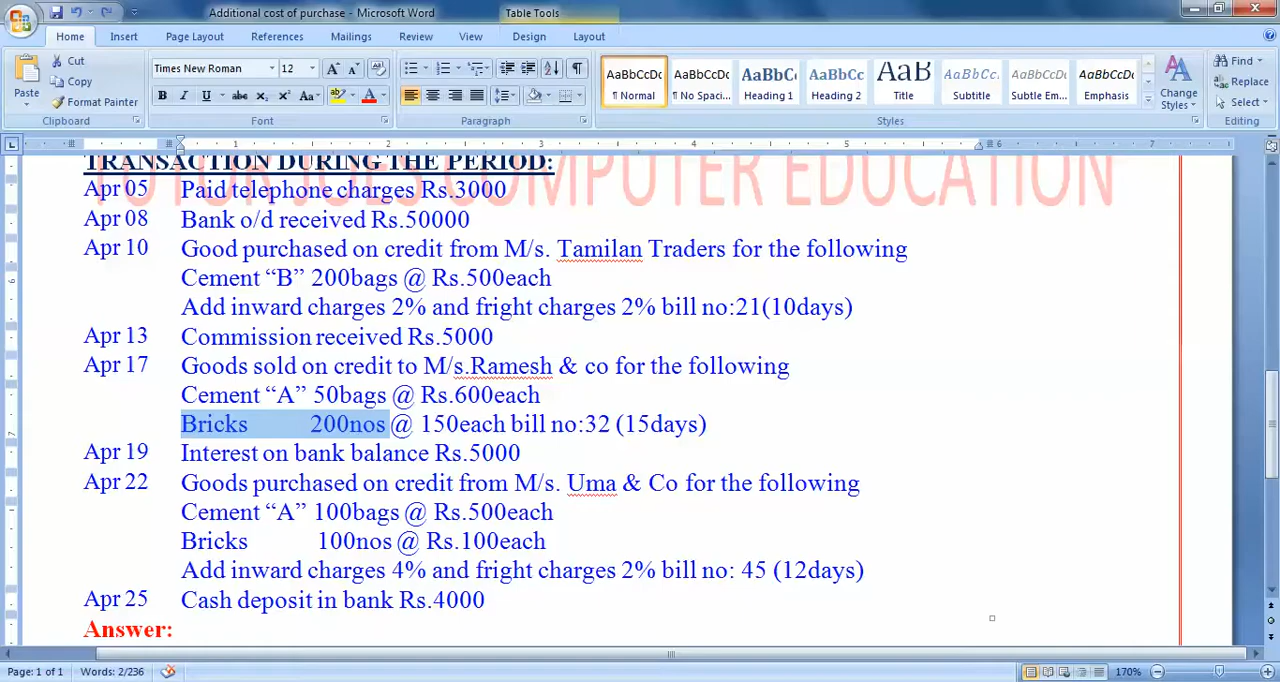 Additional cost of purchase - Microsoft Word
Table Tools
Home Insert Page Layout References Mailings Review View Design Layout
Paste
Cut
Copy
Format Painter
Clipboard
Times New Roman 12
Font
Paragraph
AaBbCcDc AaBbCcDc AaBbCc AaBbCc AaB AaBbCc. AaBbCcDc AaBbCcDc
¶ Normal ¶ No Spaci... Heading 1 Heading 2 Title Subtitle Subtle Em... Emphasis
Change Styles
Styles
Find
Replace
Select
Editing
TRANSACTION DURING THE PERIOD:
TUTOR JOES COMPUTER EDUCATION
Apr 05 Paid telephone charges Rs.3000
Apr 08 Bank o/d received Rs.50000
Apr 10 Good purchased on credit from M/s. Tamilan Traders for the following
Cement “B” 200bags @ Rs.500each
Add inward charges 2% and fright charges 2% bill no:21(10days)
Apr 13 Commission received Rs.5000
Apr 17 Goods sold on credit to M/s.Ramesh & co for the following
Cement “A” 50bags @ Rs.600each
Bricks 200nos @ 150each bill no:32 (15days)
Apr 19 Interest on bank balance Rs.5000
Apr 22 Goods purchased on credit from M/s. Uma & Co for the following
Cement “A” 100bags @ Rs.500each
Bricks 100nos @ Rs.100each
Add inward charges 4% and fright charges 2% bill no: 45 (12days)
Apr 25 Cash deposit in bank Rs.4000
Answer:
Page: 1 of 1 Words: 2/236 170%